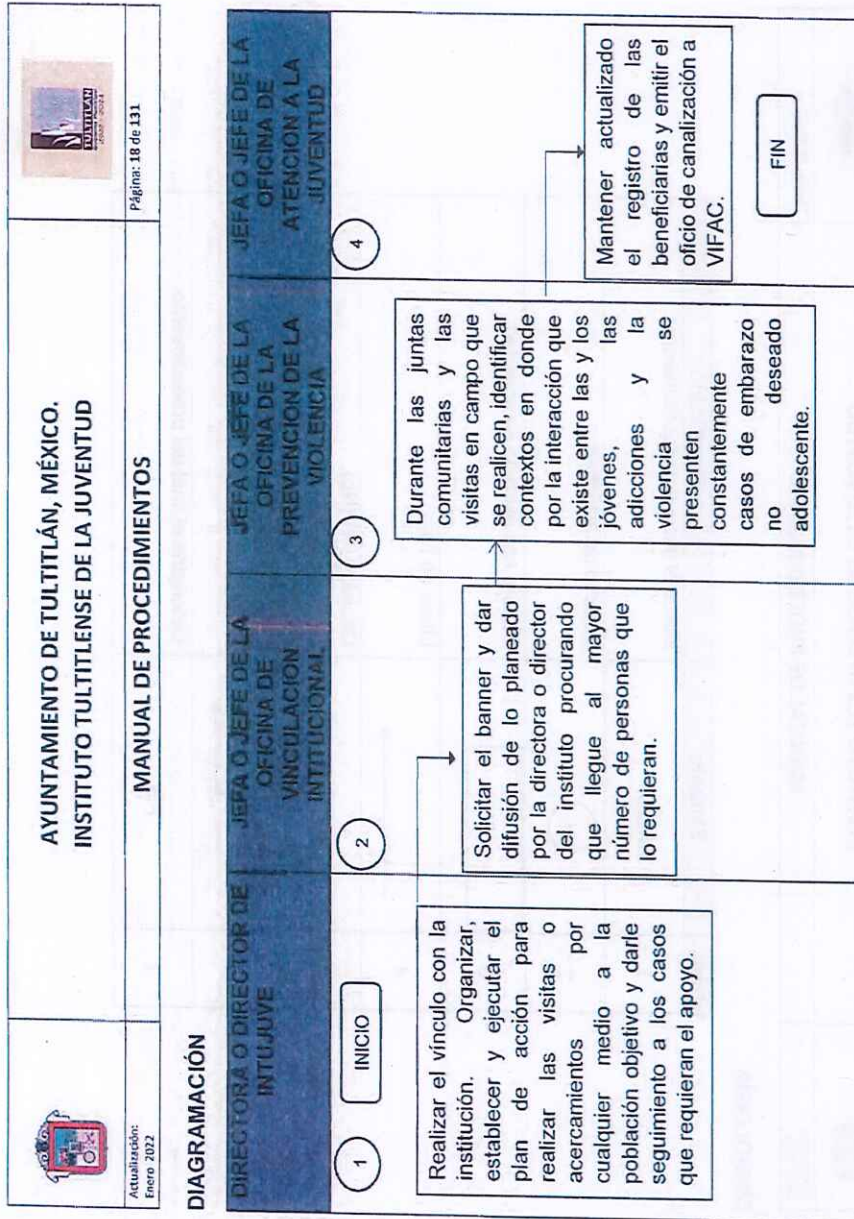 AYUNTAMIENTO DE TULTITLÁN, MÉXICO.
INSTITUTO TULTITLENSE DE LA JUVENTUD
TULTITLÁN
2022 - 2024
Actualización:
Enero 2022
MANUAL DE PROCEDIMIENTOS
Página: 18 de 131
DIAGRAMACIÓN
DIRECTORA O DIRECTOR DE
INTUJUVE
JEFA O JEFE DE LA
OFICINA DE
VINCULACION
INTITUCIONAL
JEFA O JEFE DE LA
OFICINA DE LA
PREVENCION DE LA
VIOLENCIA
JEFA O JEFE DE LA
OFICINA DE
ATENCION A LA
JUVENTUD
1
INICIO
Realizar el vínculo con la
institución. Organizar,
establecer y ejecutar el
plan de acción para
realizar las visitas o
acercamientos por
cualquier medio a la
población objetivo y darle
seguimiento a los casos
que requieran el apoyo.
2
Solicitar el banner y dar
difusión de lo planeado
por la directora o director
del instituto procurando
que llegue al mayor
número de personas que
lo requieran.
3
Durante las juntas
comunitarias y las
visitas en campo que
se realicen, identificar
contextos en donde
por la interacción que
existe entre las y los
jóvenes, las
adicciones y la
violencia se
presenten
constantemente
casos de embarazo
no deseado
adolescente.
4
Mantener actualizado
el registro de las
beneficiarias y emitir el
oficio de canalización a
VIFAC.
FIN